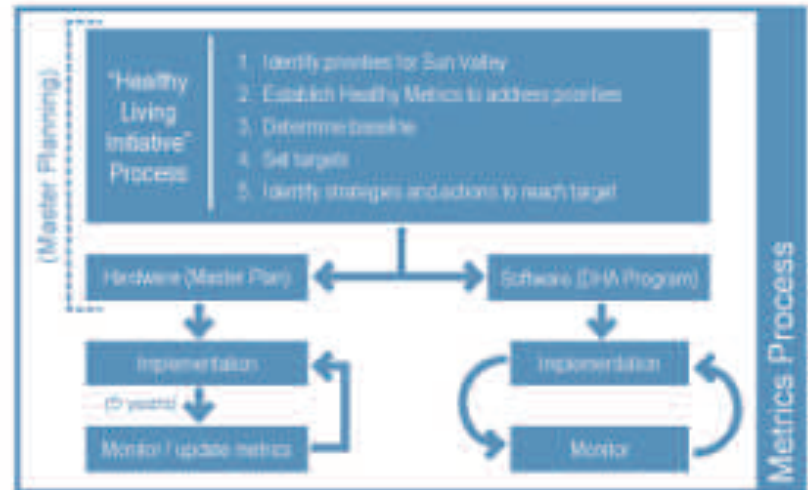 (Master Planning)
"Healthy
Living
Initiative"
Process
1. Identify priorities for Sun Valley
2. Establish Healthy Metrics to address priorities
3. Determine baseline
4. Set targets
5. Identify strategies and actions to reach target
Hardware (Master Plan)
Software (DHA Program)
Implementation
Implementation
(5 years)
Monitor / update metrics
Monitor
Metrics Process